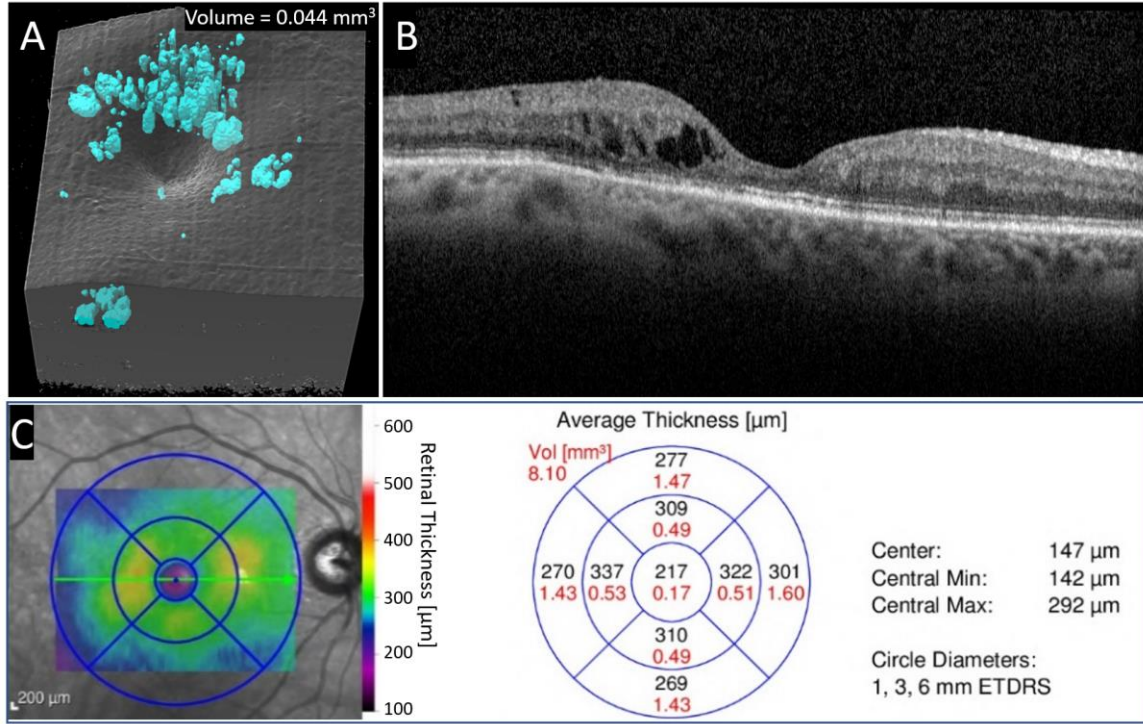 A
Volume = 0.044 mm³
B
C
600
500
400
300
200
100
Retinal Thickness [µm]
200 µm
Average Thickness [µm]
Vol [mm³]
8.10
277
1.47
309
0.49
270 337 217 322 301
1.43 0.53 0.17 0.51 1.60
310
0.49
269
1.43
Center: 147 µm
Central Min: 142 µm
Central Max: 292 µm
Circle Diameters:
1, 3, 6 mm ETDRS